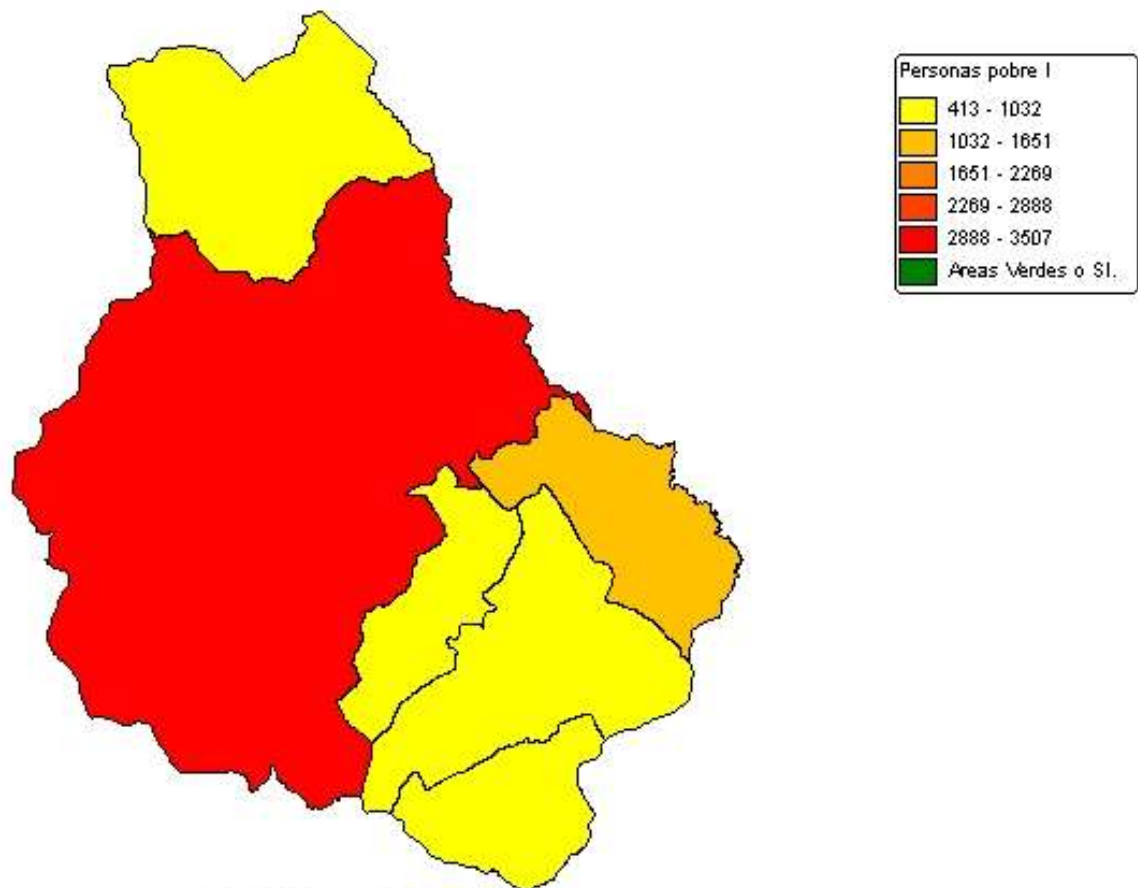 Personas pobre I
413 - 1032
1032 - 1651
1651 - 2269
2269 - 2888
2888 - 3507
Areas Verdes o SI.